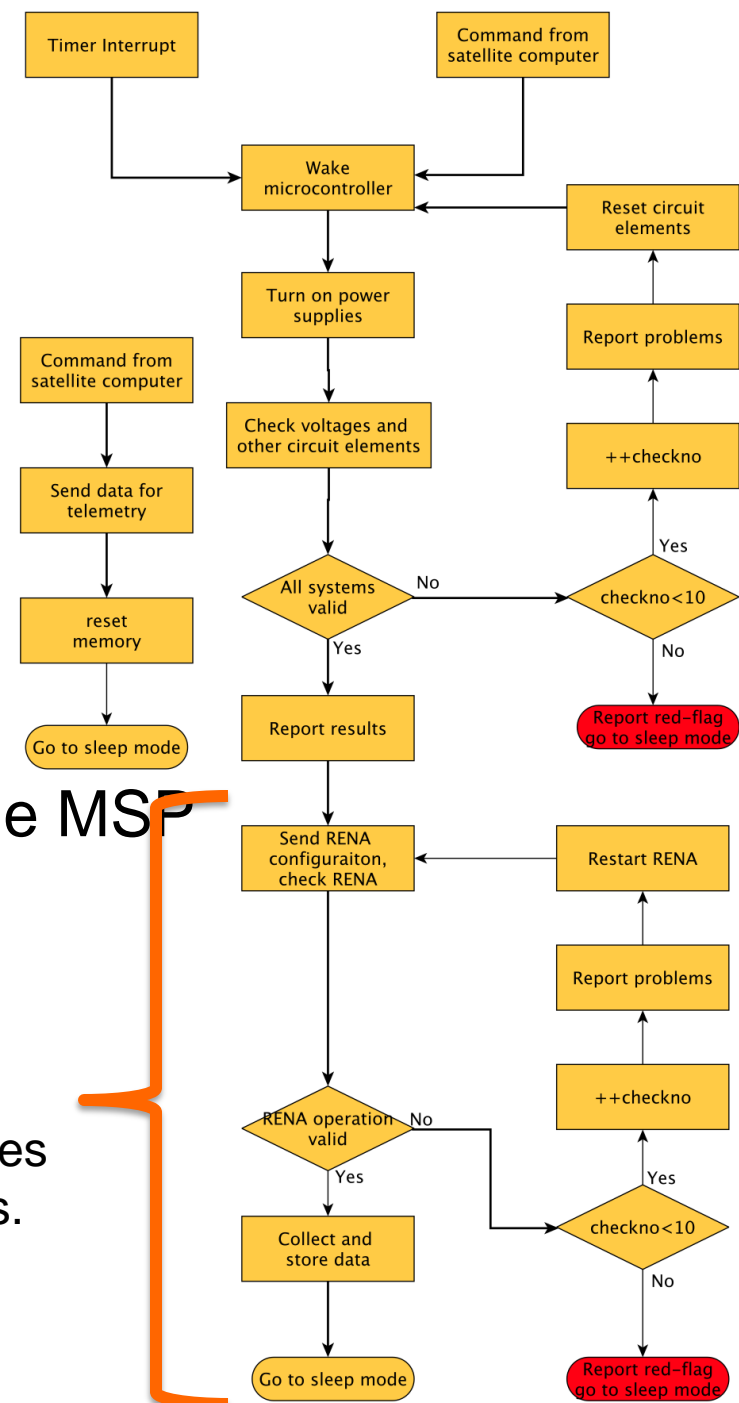 Timer Interrupt
Command from
satellite computer
Wake
microcontroller
Reset circuit
elements
Turn on power
supplies
Report problems
Command from
satellite computer
Check voltages and
other circuit elements
++checkno
Send data for
telemetry
Yes
All systems
valid
No
checkno<10
reset
memory
Yes
No
Report results
Report red-flag
go to sleep mode
Go to sleep mode
e MSP
Send RENA
configuraiton,
check RENA
Restart RENA
Report problems
++checkno
RENA operation
valid
No
es
Yes
Yes
s.
checkno<10
Collect and
store data
No
Go to sleep mode
Report red-flag
go to sleep mode